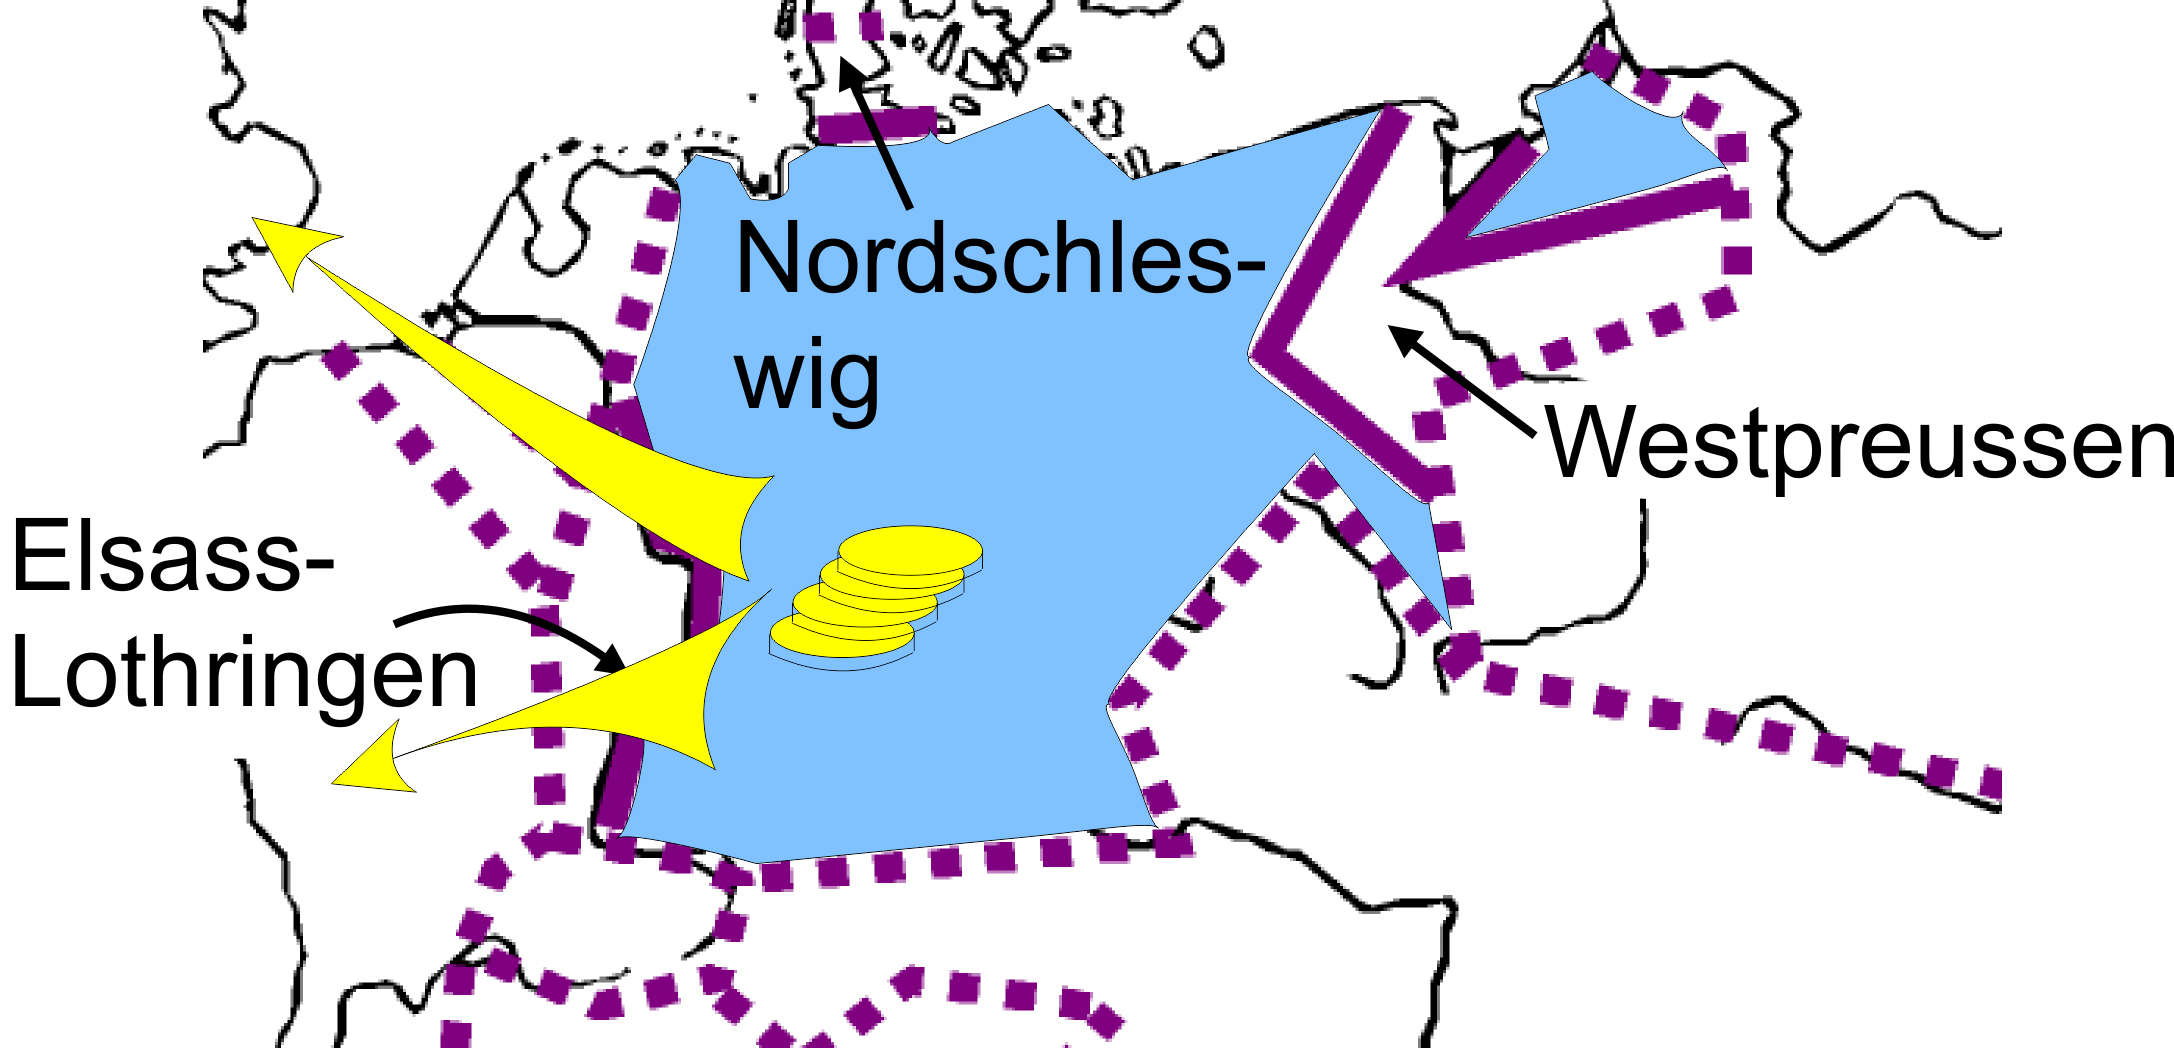 Nordschles-
wig
Westpreussen
Elsass-
Lothringen